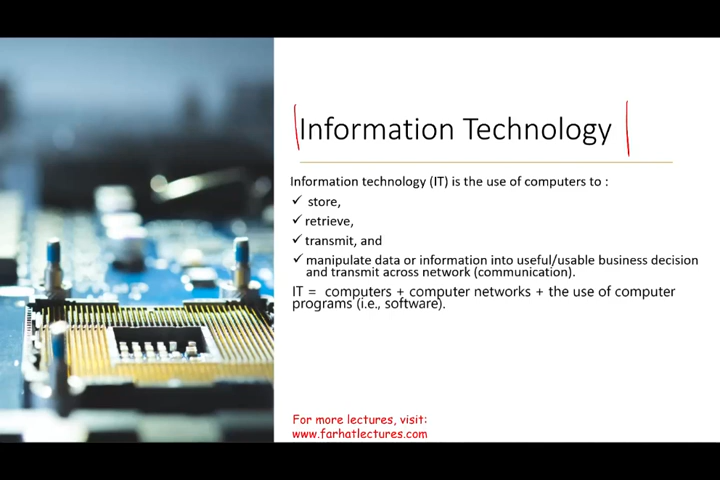 Information Technology
Information technology (IT) is the use of computers to :
✓ store,
✓ retrieve,
✓ transmit, and
✓ manipulate data or information into useful/usable business decision
and transmit across network (communication).
IT = computers + computer networks + the use of computer
programs (i.e., software).
For more lectures, visit:
www.farhatlectures.com